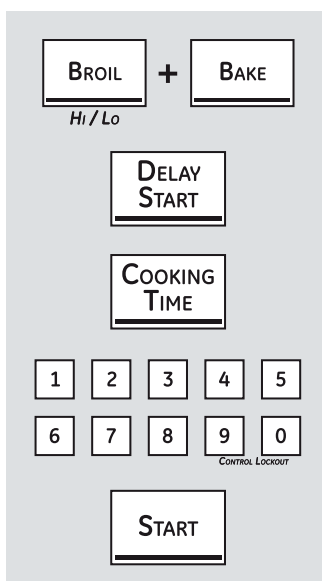 BROIL + BAKE
HI / LO
DELAY
START
COOKING
TIME
1 2 3 4 5
6 7 8 9 0
CONTROL LOCKOUT
START